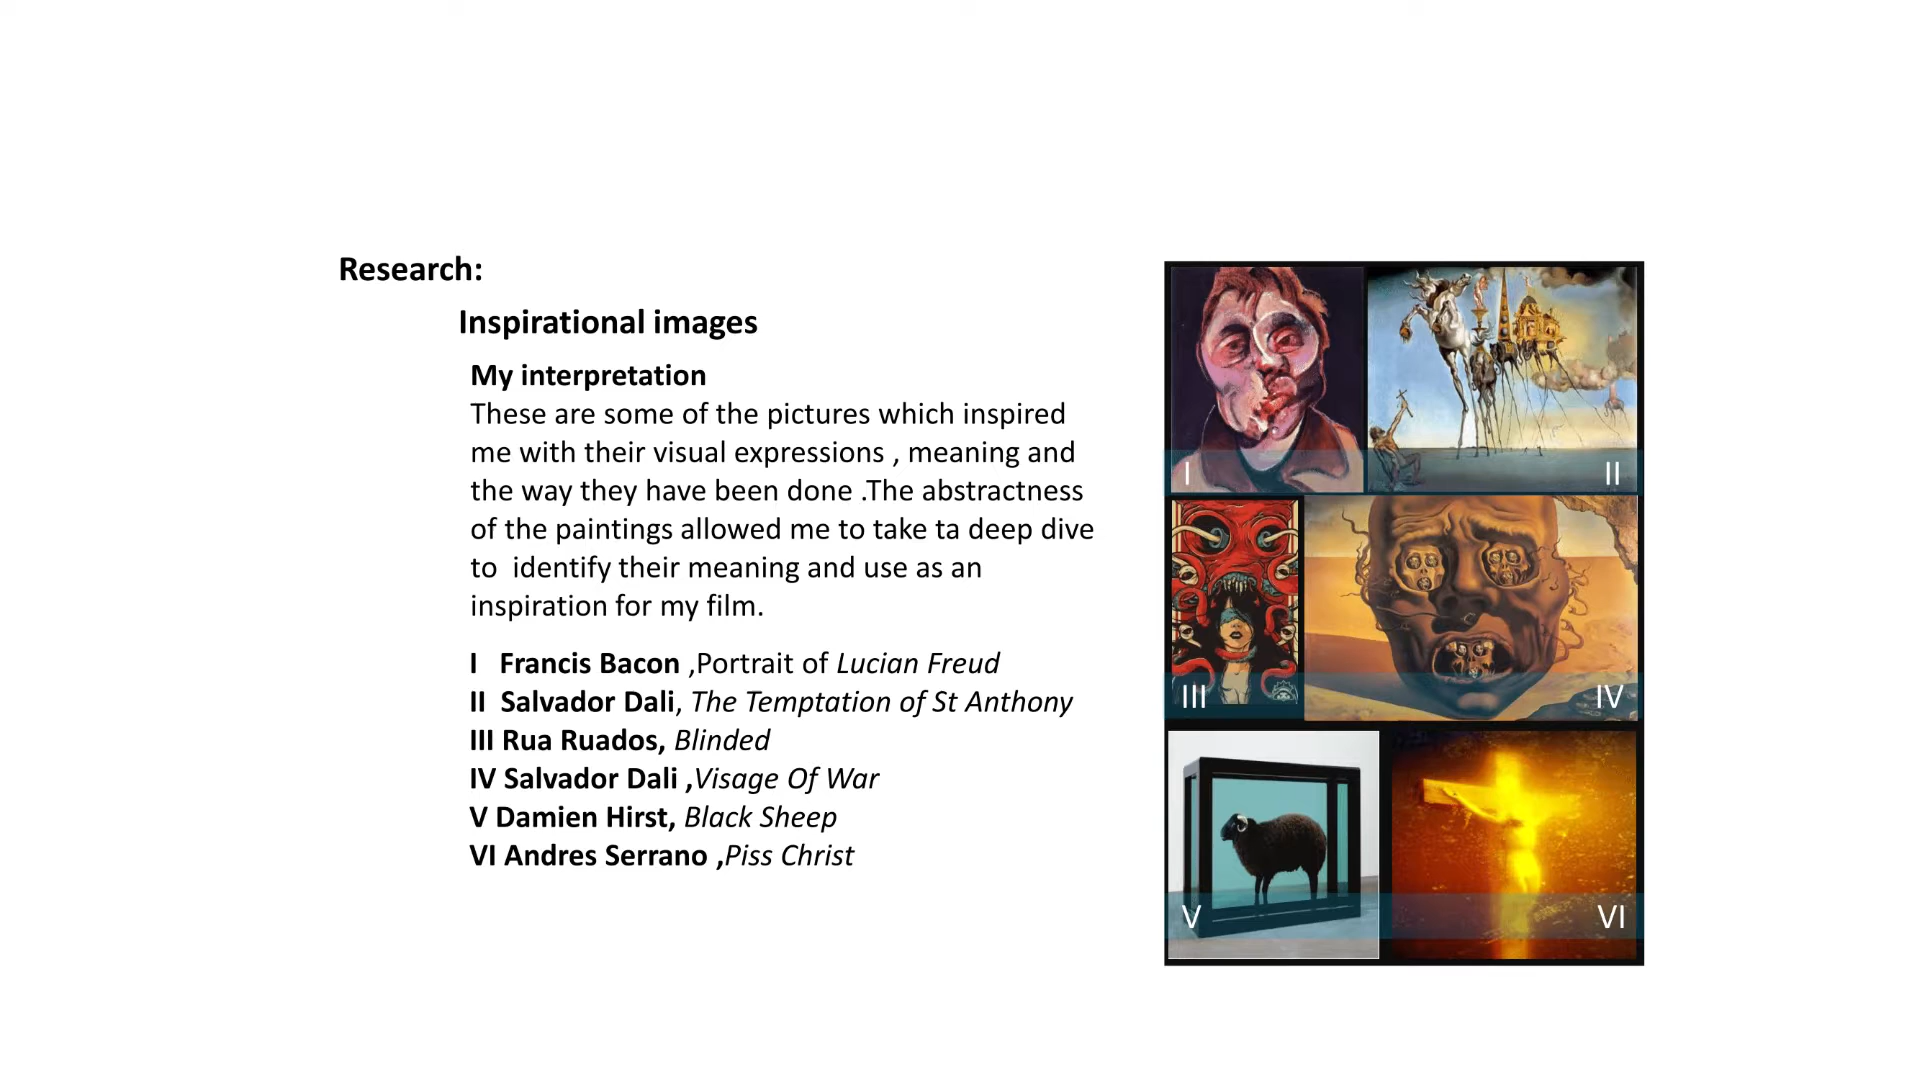 Research:
Inspirational images
My interpretation
These are some of the pictures which inspired
me with their visual expressions , meaning and
the way they have been done .The abstractness
of the paintings allowed me to take ta deep dive
to  identify their meaning and use as an
inspiration for my film.
I   Francis Bacon ,Portrait of Lucian Freud
II  Salvador Dali, The Temptation of St Anthony
III Rua Ruados, Blinded
IV Salvador Dali ,Visage Of War
V Damien Hirst, Black Sheep
VI Andres Serrano ,Piss Christ
I
II
III
IV
V
VI